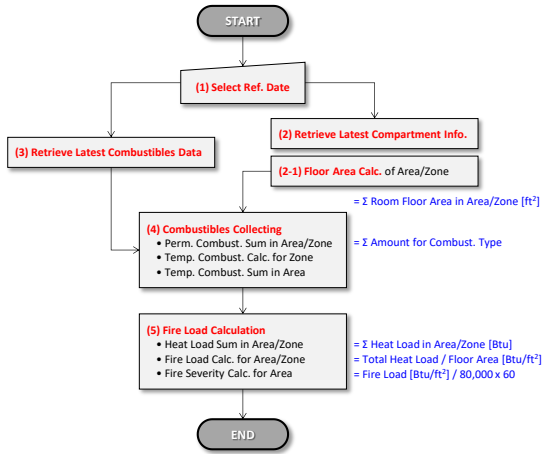 START
(1) Select Ref. Date
(2) Retrieve Latest Compartment Info.
(3) Retrieve Latest Combustibles Data
(2-1) Floor Area Calc. of Area/Zone
= Σ Room Floor Area in Area/Zone [ft²]
(4) Combustibles Collecting
• Perm. Combust. Sum in Area/Zone
= Σ Amount for Combust. Type
• Temp. Combust. Calc. for Zone
• Temp. Combust. Sum in Area
(5) Fire Load Calculation
• Heat Load Sum in Area/Zone
= Σ Heat Load in Area/Zone [Btu]
• Fire Load Calc. for Area/Zone
= Total Heat Load / Floor Area [Btu/ft²]
• Fire Severity Calc. for Area
= Fire Load [Btu/ft²] / 80,000 x 60
END